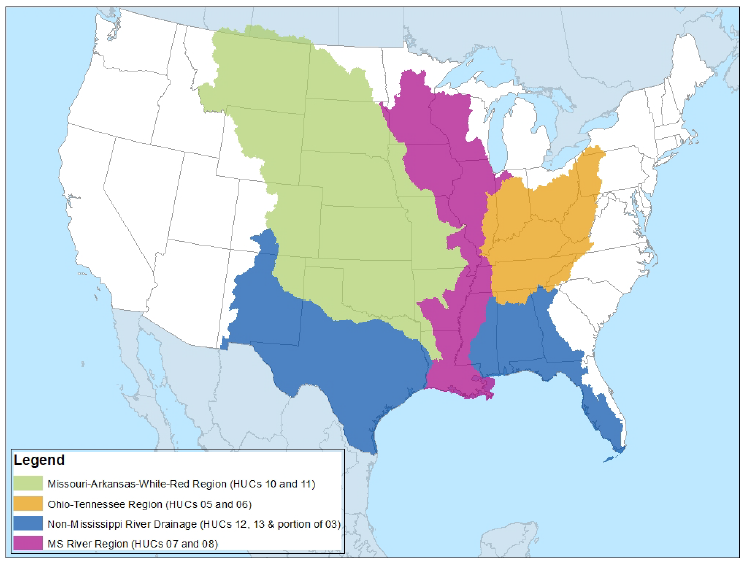 Legend
Missouri-Arkansas-White-Red Region (HUCs 10 and 11)
Ohio-Tennessee Region (HUCs 05 and 06)
Non-Mississippi River Drainage (HUCs 12, 13 & portion of 03)
MS River Region (HUCs 07 and 08)